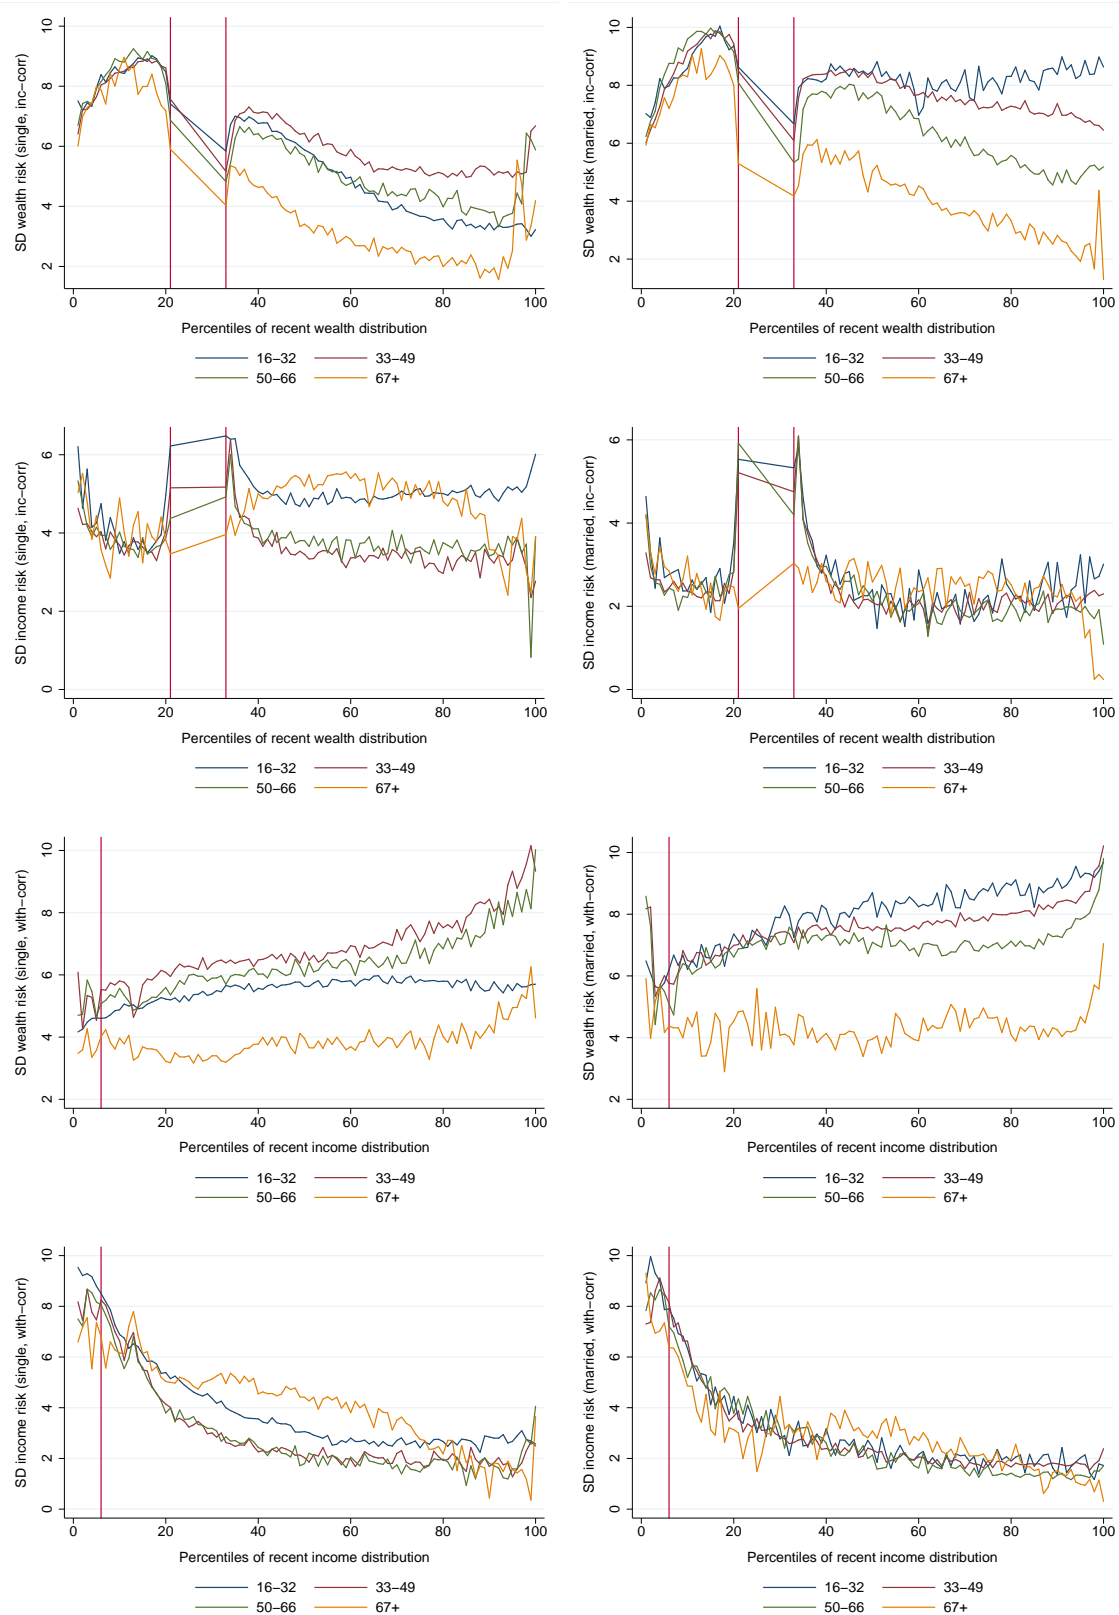 SD wealth risk (single, inc−corr)
2 4 6 8 10
0 20 40 60 80 100
Percentiles of recent wealth distribution
16−32 33−49
50−66 67+
SD wealth risk (married, inc−corr)
2 4 6 8 10
0 20 40 60 80 100
Percentiles of recent wealth distribution
16−32 33−49
50−66 67+
SD income risk (single, inc−corr)
0 2 4 6
0 20 40 60 80 100
Percentiles of recent wealth distribution
16−32 33−49
50−66 67+
SD income risk (married, inc−corr)
0 2 4 6
0 20 40 60 80 100
Percentiles of recent wealth distribution
16−32 33−49
50−66 67+
SD wealth risk (single, wlth−corr)
2 4 6 8 10
0 20 40 60 80 100
Percentiles of recent income distribution
16−32 33−49
50−66 67+
SD wealth risk (married, wlth−corr)
2 4 6 8 10
0 20 40 60 80 100
Percentiles of recent income distribution
16−32 33−49
50−66 67+
SD income risk (single, wlth−corr)
0 2 4 6 8 10
0 20 40 60 80 100
Percentiles of recent income distribution
16−32 33−49
50−66 67+
SD income risk (married, wlth−corr)
0 2 4 6 8 10
0 20 40 60 80 100
Percentiles of recent income distribution
16−32 33−49
50−66 67+